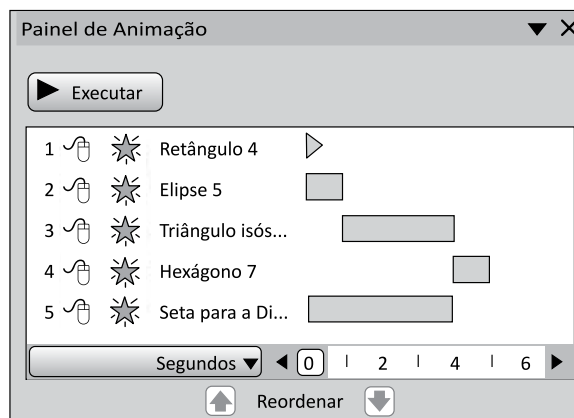 Painel de Animação
Executar
1 Retângulo 4
2 Elipse 5
3 Triângulo isós...
4 Hexágono 7
5 Seta para a Di...
Segundos 0 2 4 6
Reordenar